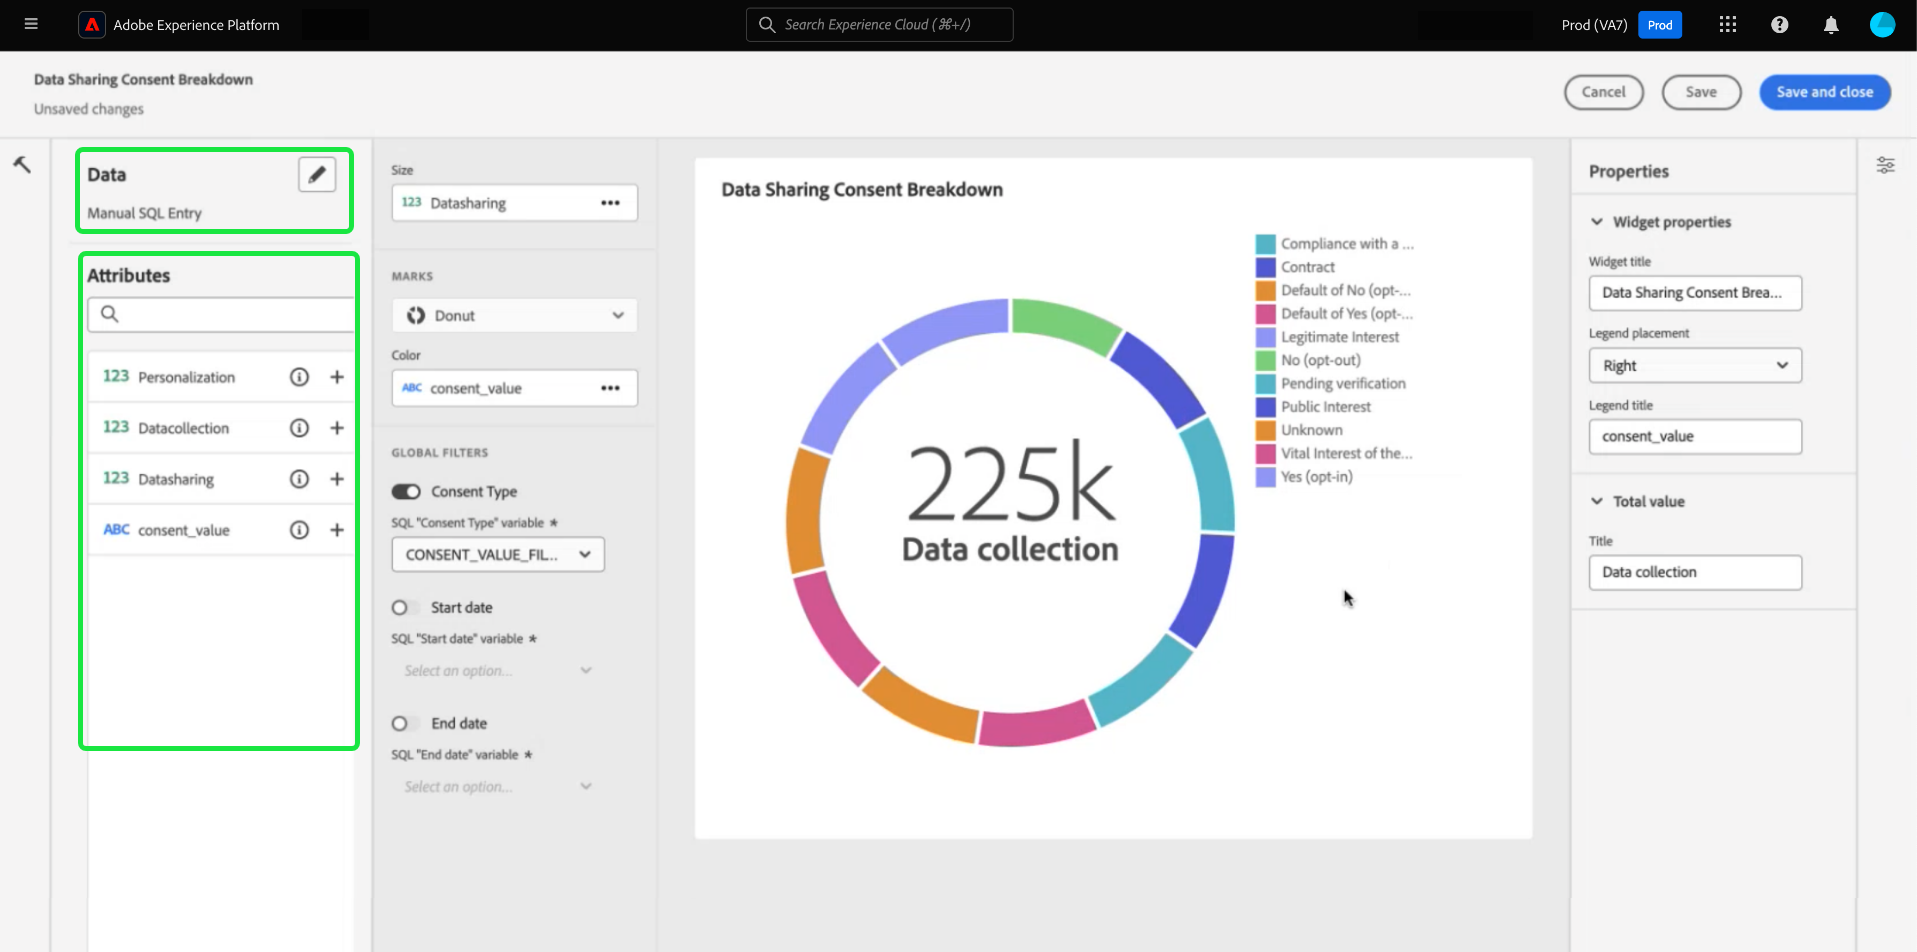 Adobe Experience Platform
Search Experience Cloud (⌘+/)
Prod (VA7)
Prod
Data Sharing Consent Breakdown
Unsaved changes
Cancel
Save
Save and close
Data
Manual SQL Entry
Attributes
123 Personalization
123 Datacollection
123 Datasharing
ABC consent_value
Size
123 Datasharing
MARKS
Donut
Color
ABC consent_value
GLOBAL FILTERS
Consent Type
SQL "Consent Type" variable *
CONSENT_VALUE_FIL...
Start date
SQL "Start date" variable *
Select an option...
End date
SQL "End date" variable *
Select an option...
Data Sharing Consent Breakdown
225k
Data collection
Compliance with a ...
Contract
Default of No (opt-...
Default of Yes (opt-...
Legitimate Interest
No (opt-out)
Pending verification
Public Interest
Unknown
Vital Interest of the...
Yes (opt-in)
Properties
Widget properties
Widget title
Data Sharing Consent Brea...
Legend placement
Right
Legend title
consent_value
Total value
Title
Data collection